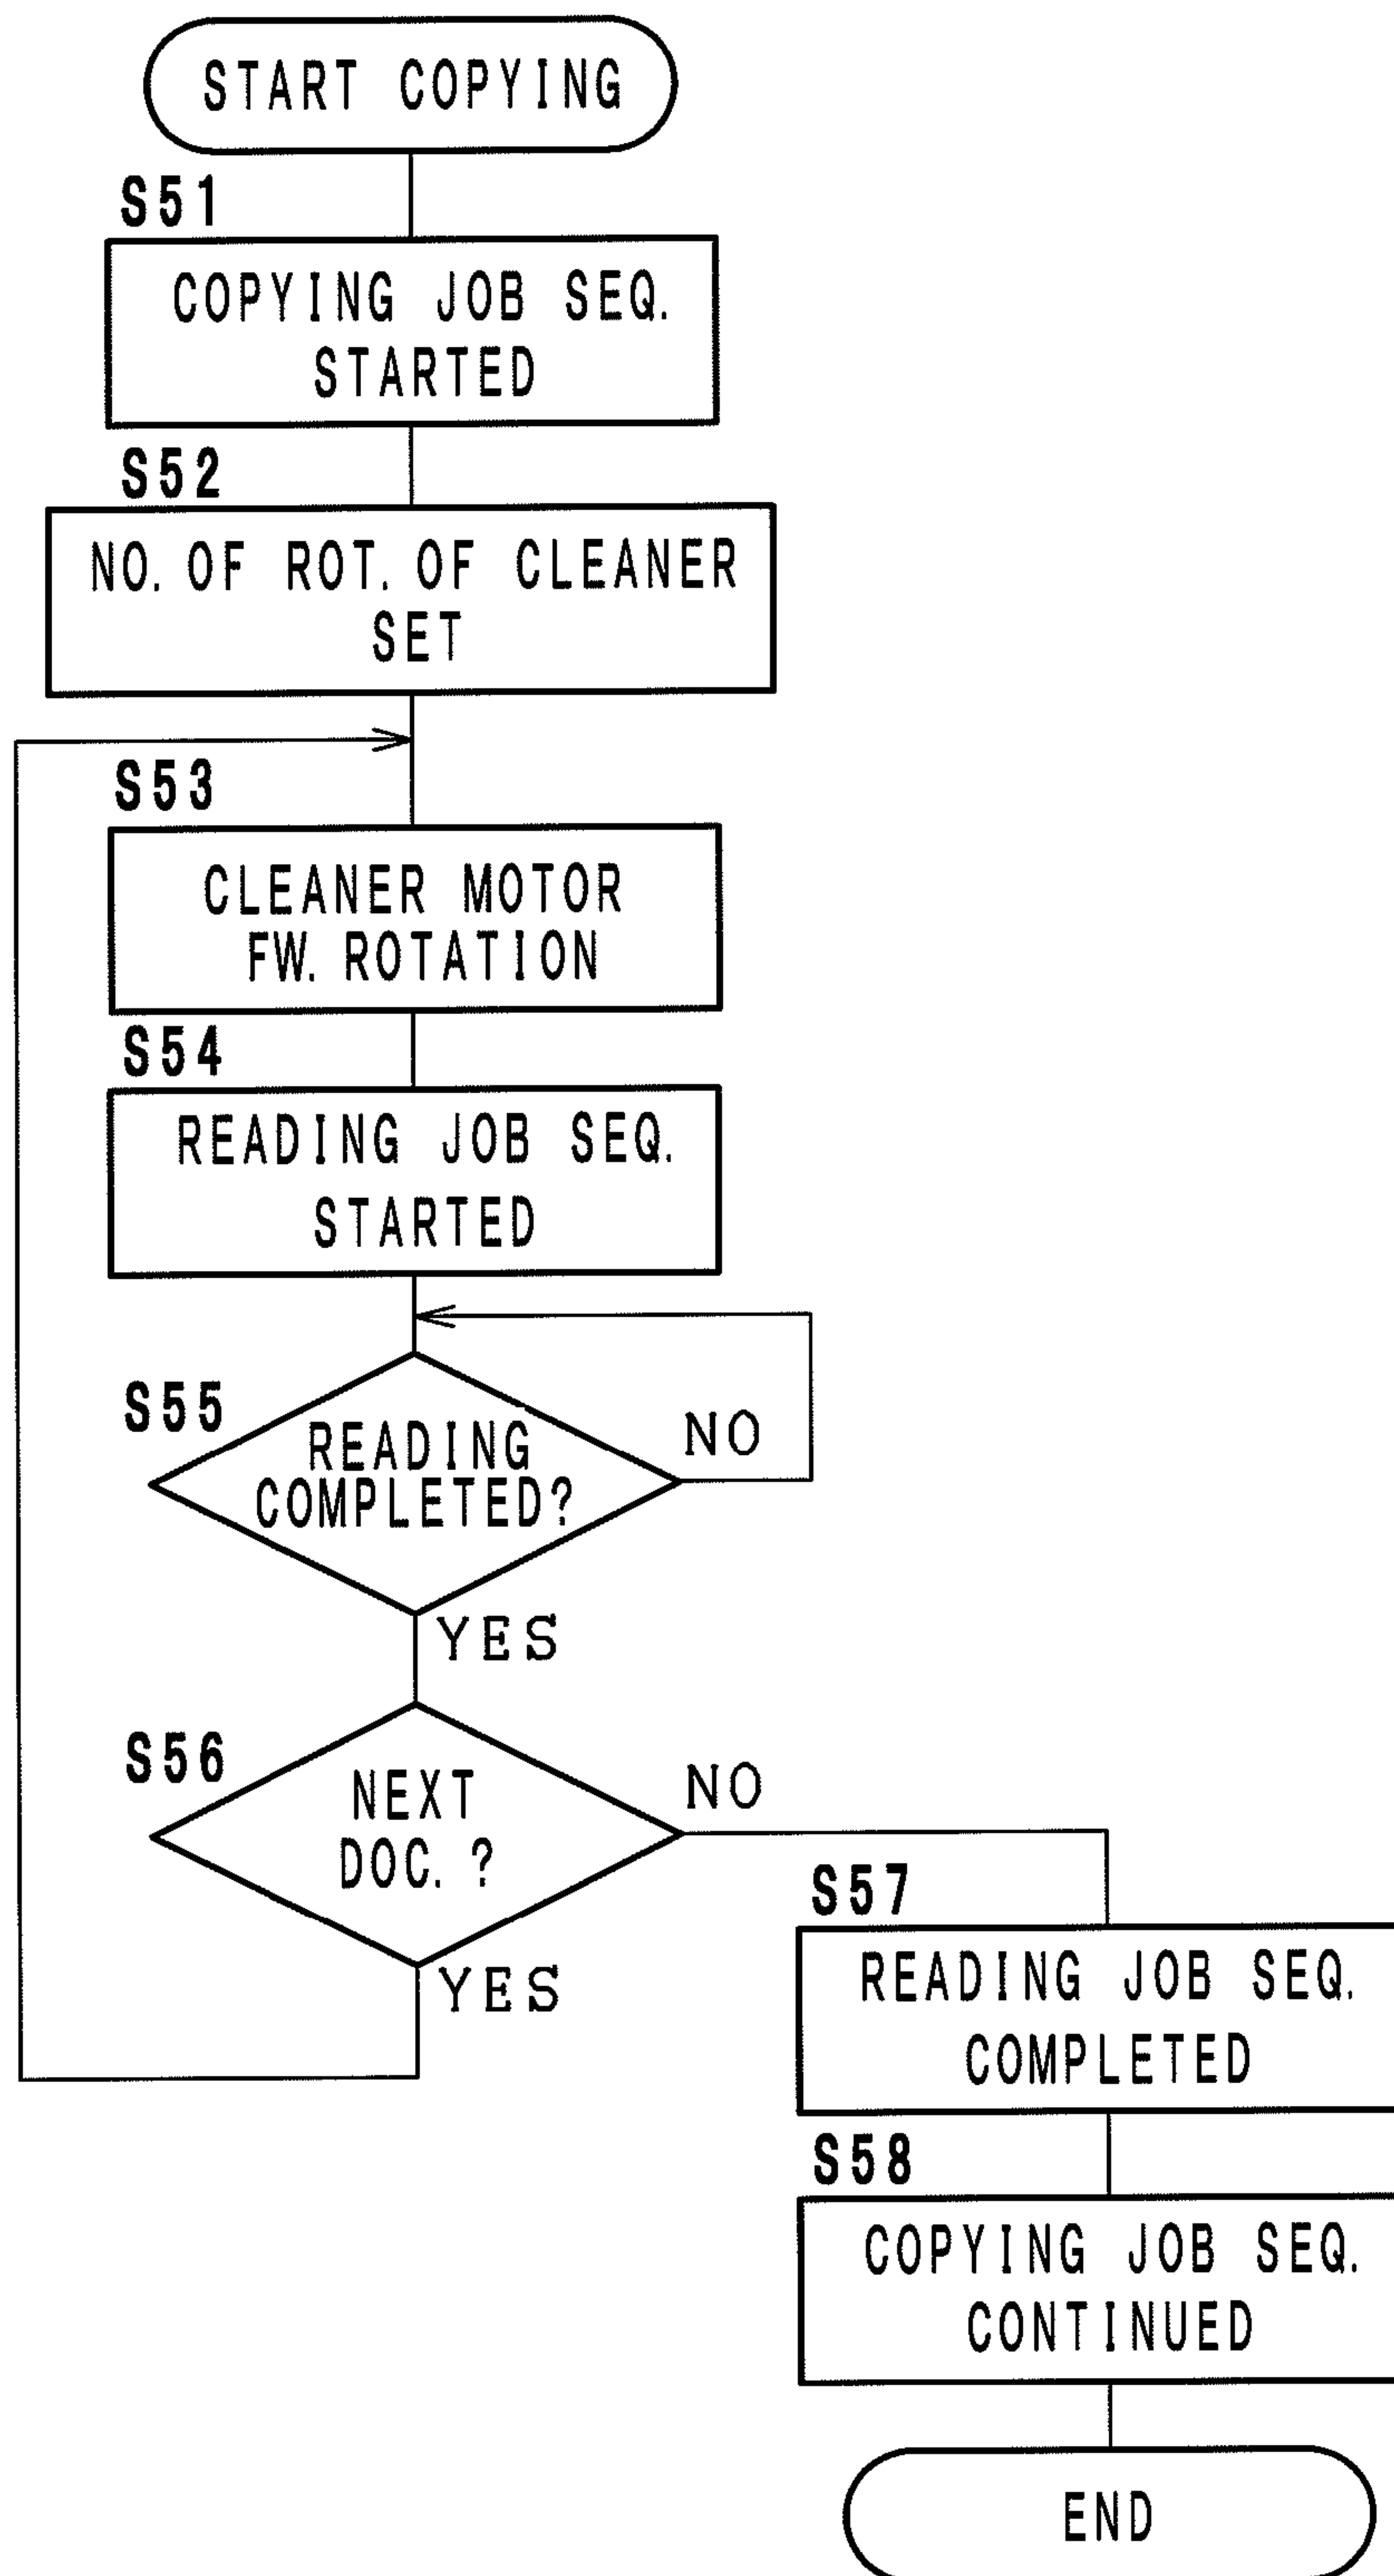 START COPYING
S51
COPYING JOB SEQ.
STARTED
S52
NO. OF ROT. OF CLEANER
SET
S53
CLEANER MOTOR
FW. ROTATION
S54
READING JOB SEQ.
STARTED
S55
READING
COMPLETED?
NO
YES
S56
NEXT
DOC. ?
NO
YES
S57
READING JOB SEQ.
COMPLETED
S58
COPYING JOB SEQ.
CONTINUED
END